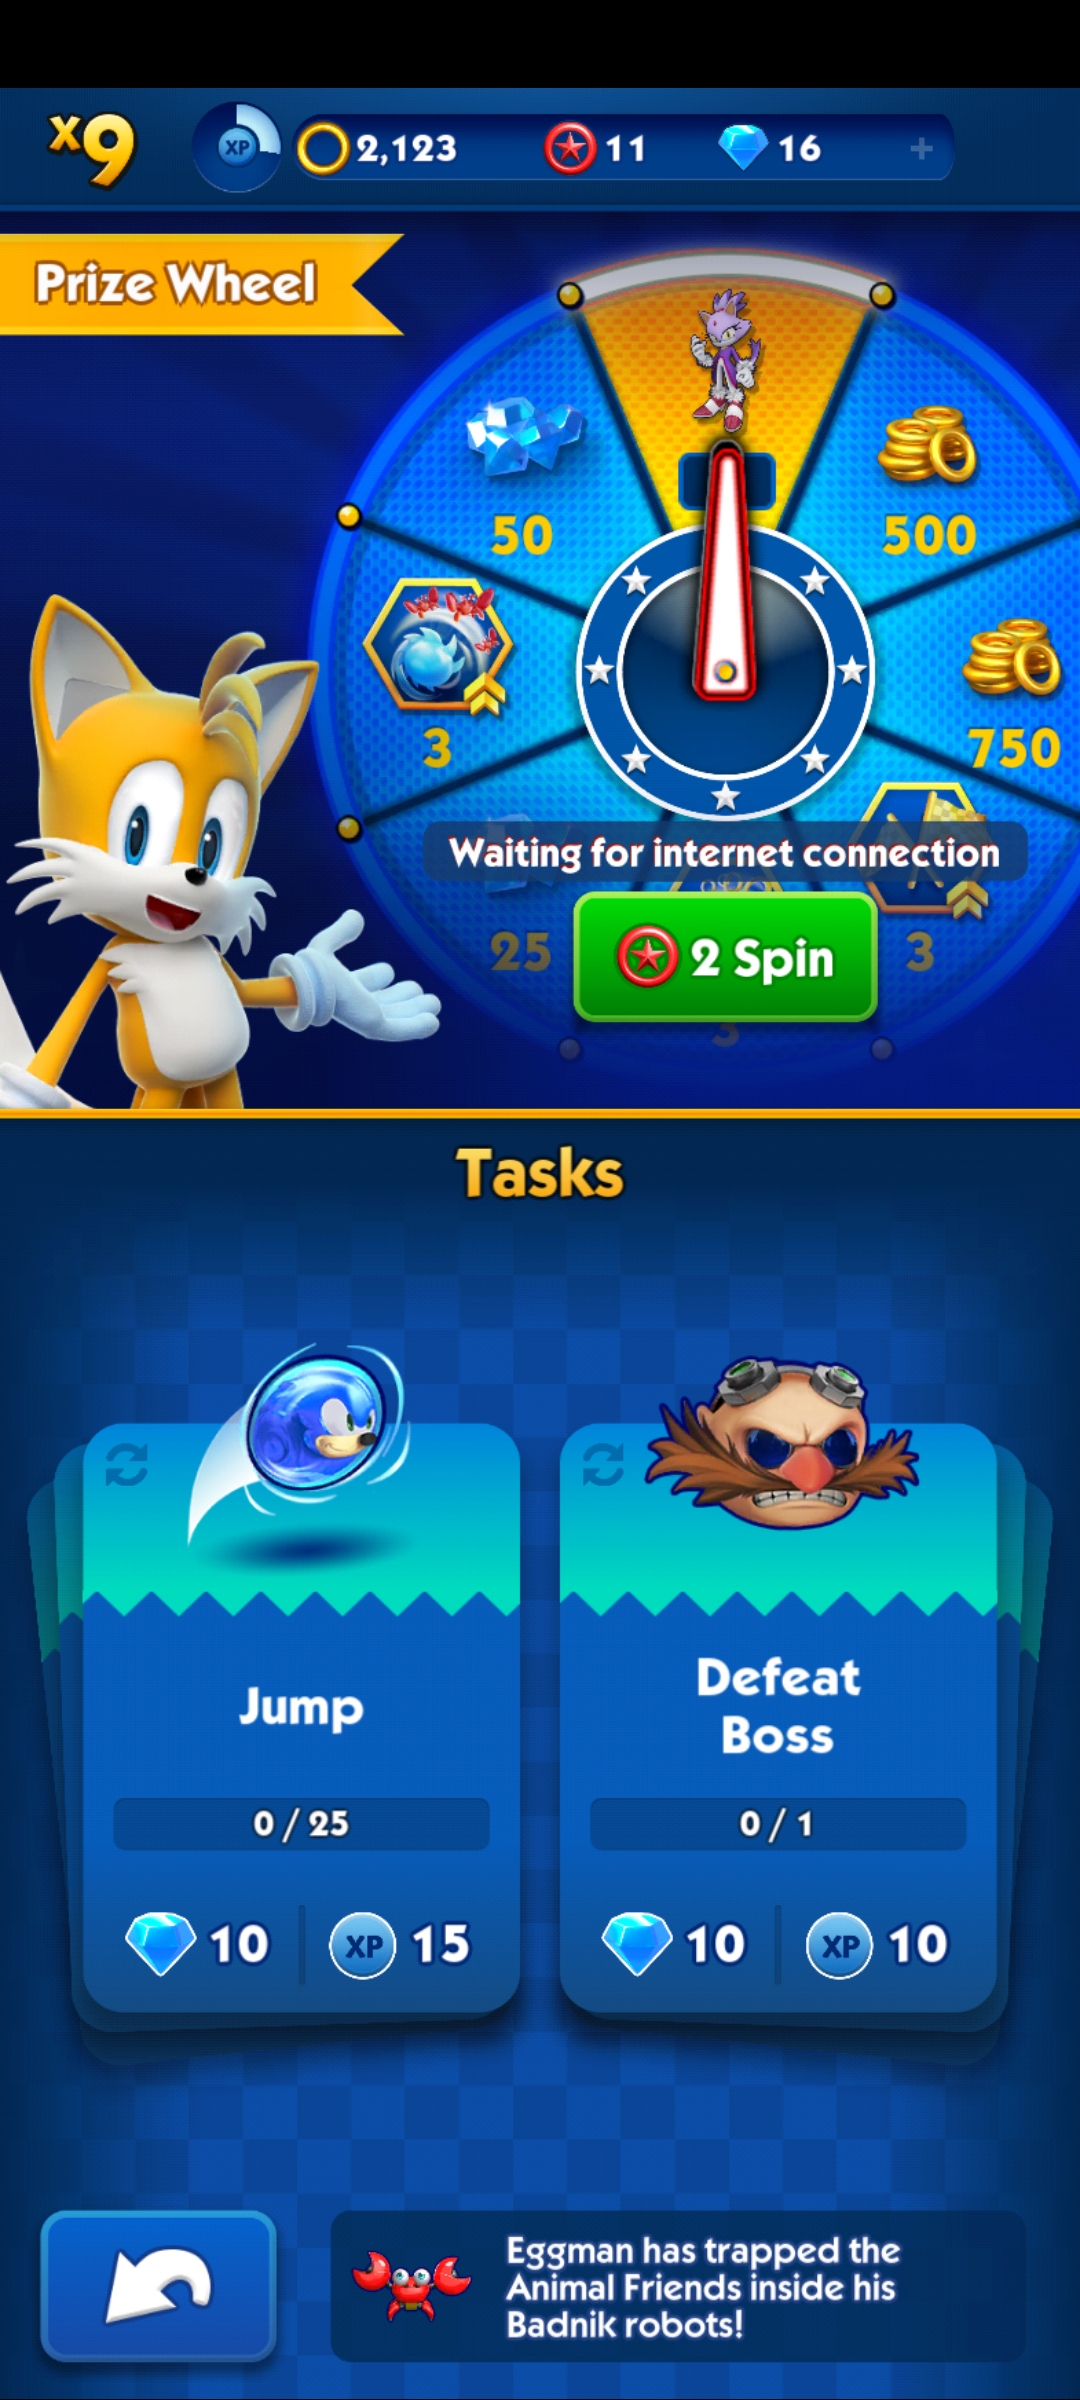 x9
XP
2,123
11
16
Prize Wheel
50
500
3
750
Waiting for internet connection
25
2 Spin
3
3
Tasks
Jump
Defeat
Boss
0 / 25
0 / 1
10
XP
15
10
XP
10
Eggman has trapped the
Animal Friends inside his
Badnik robots!